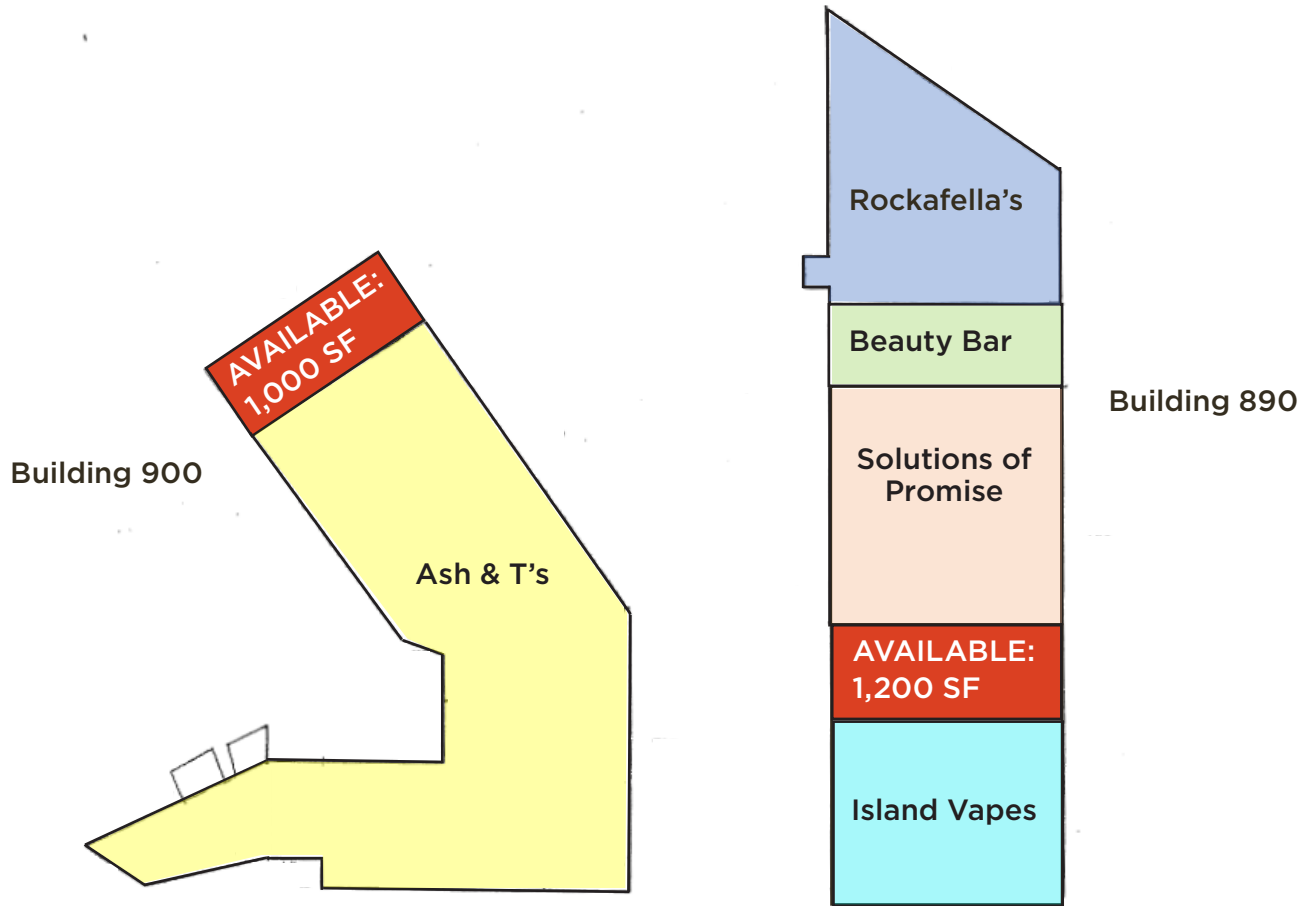 Rockafella’s
Beauty Bar
Building 890
Solutions of
Promise
AVAILABLE:
1,200 SF
Island Vapes
AVAILABLE:
1,000 SF
Building 900
Ash & T’s